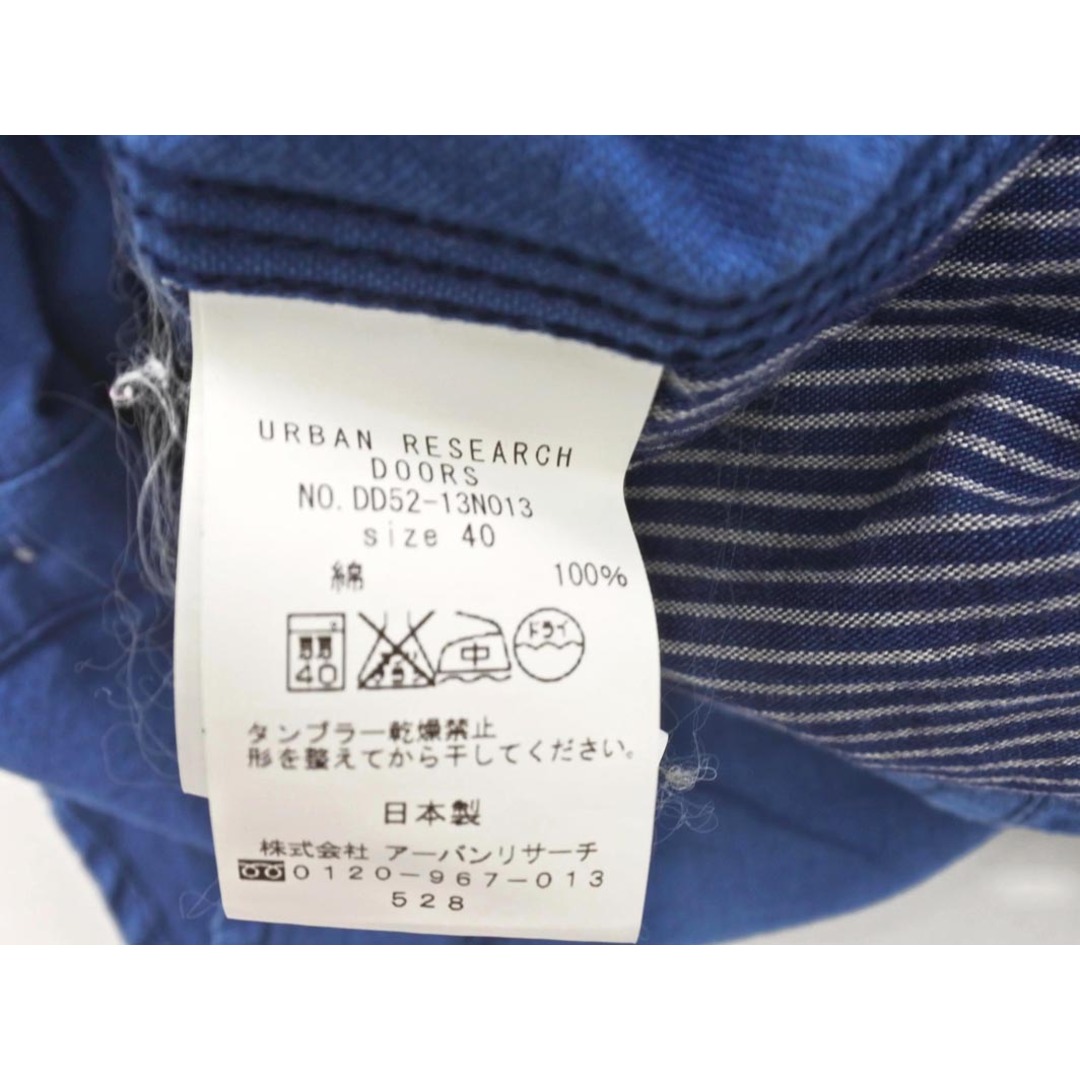 URBAN RESEARCH
DOORS
NO. DD52-13N013
size 40
綿 100%
40 中 ドライ
タンブラー乾燥禁止
形を整えてから干してください。
日本製
株式会社 アーバンリサーチ
0120-967-013
528